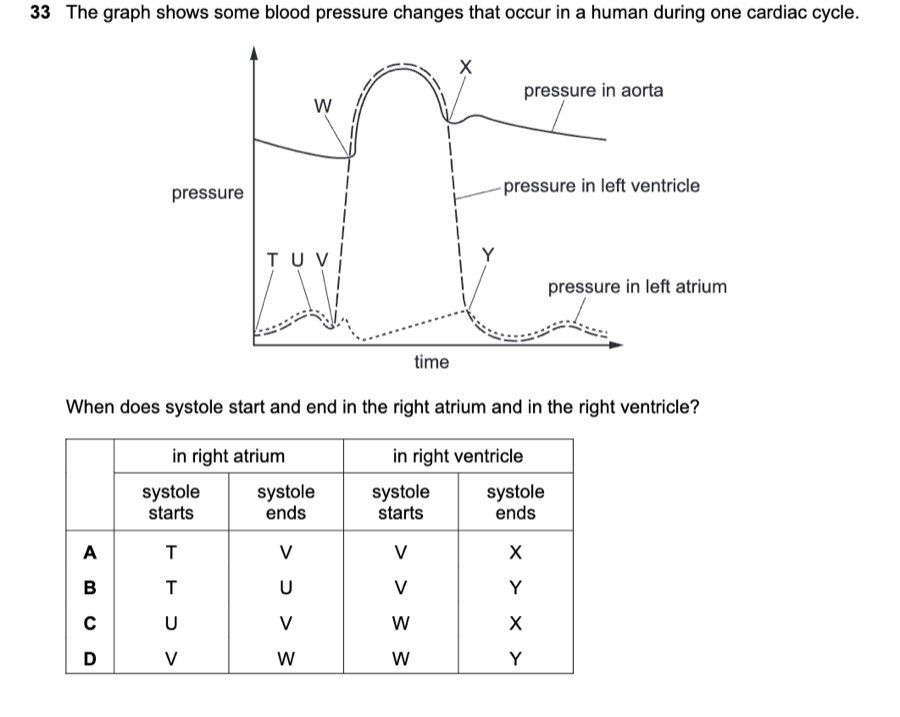 33 The graph shows some blood pressure changes that occur in a human during one cardiac cycle.
X
pressure in aorta
W
pressure in left ventricle
pressure
T U V
Y
pressure in left atrium
time
When does systole start and end in the right atrium and in the right ventricle?
in right atrium in right ventricle
systole starts systole ends systole starts systole ends
A T V V X
B T U V Y
C U V W X
D V W W Y